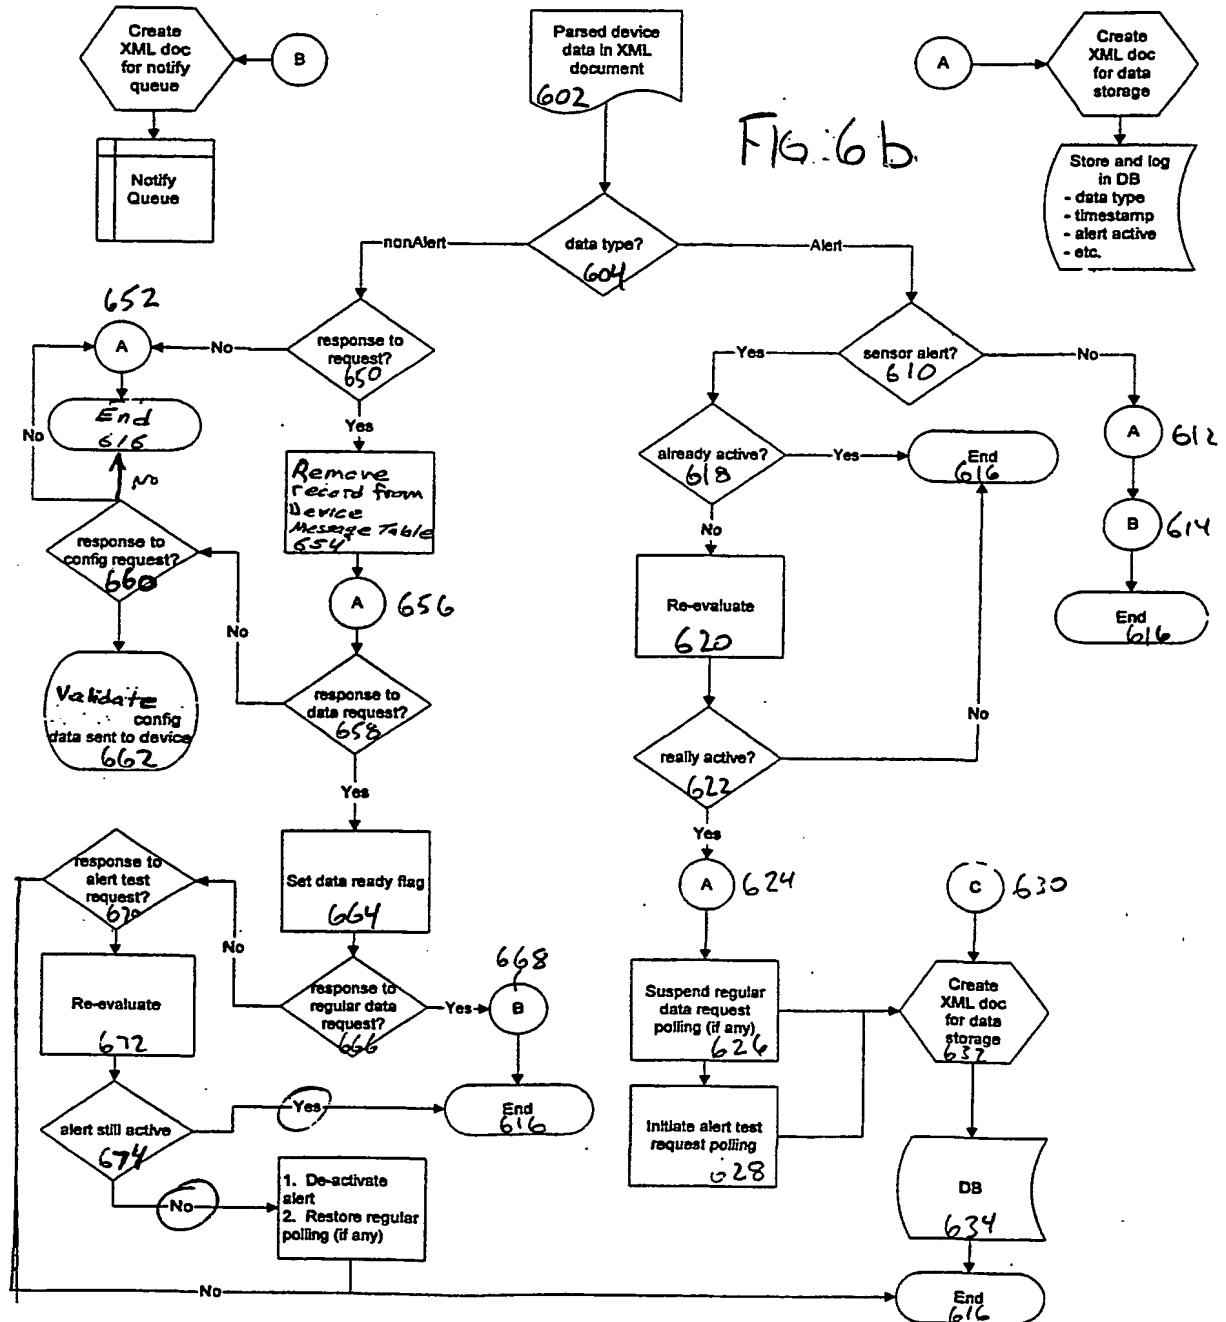 Create
XML doc
for notify
queue
B
Notify
Queue
Parsed device
data in XML
document
602
A
Create
XML doc
for data
storage
Store and log
in DB
- data type
- timestamp
- alert active
- etc.
FIG. 6b.
nonAlert
data type?
604
Alert
652
A
No
response to
request?
650
Yes
sensor alert?
610
No
End
616
No
No
Yes
Remove
record from
Device
Message Table
654
already active?
618
Yes
End
616
A
612
B
614
End
616
response to
config request?
660
A
656
No
No
Re-evaluate
620
Validate
config
data sent to device
662
response to
data request?
658
really active?
622
No
Yes
Yes
response to
alert test
request?
670
Set data ready flag
664
A
624
C
630
No
Re-evaluate
672
response to
regular data
request?
666
Yes
668
B
Suspend regular
data request
polling (if any)
626
Create
XML doc
for data
storage
632
alert still active
674
Yes
End
616
Initiate alert test
request polling
628
No
1. De-activate
alert
2. Restore regular
polling (if any)
DB
634
No
End
616